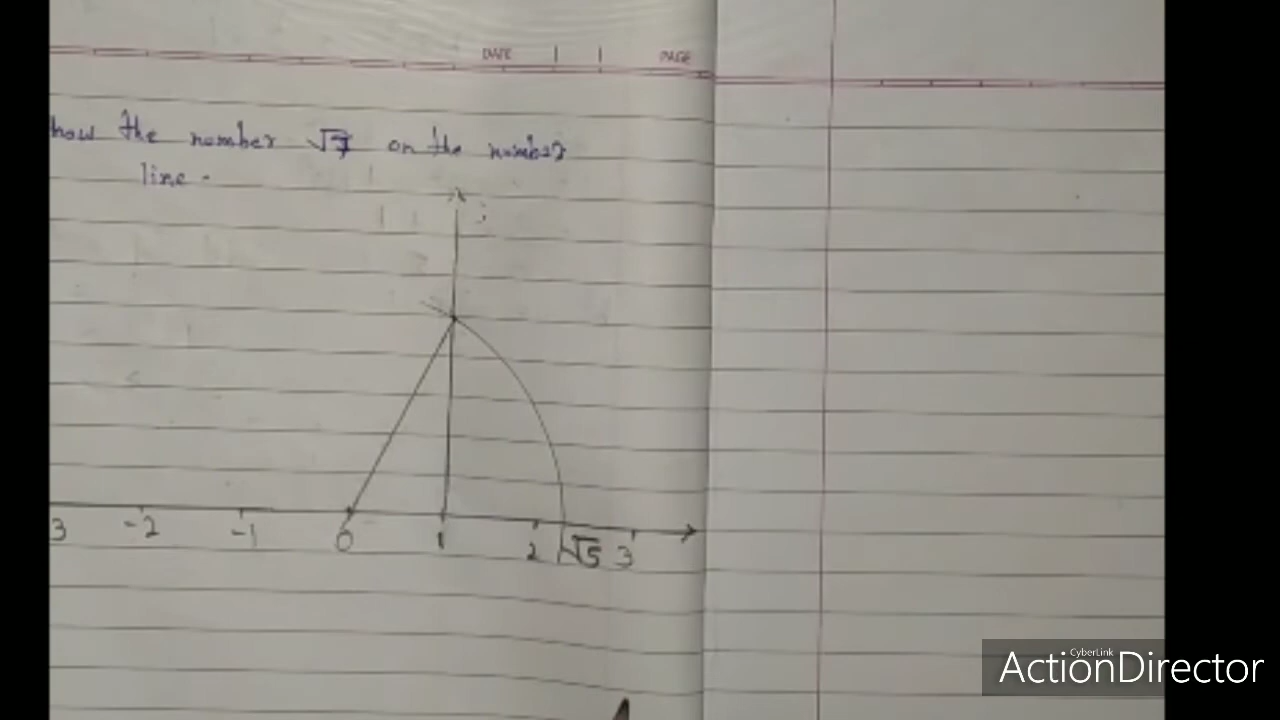 DATE PAGE
how the number √7 on the number
line.
3 -2 -1 0 1 2 √5 3
CyberLink
ActionDirector